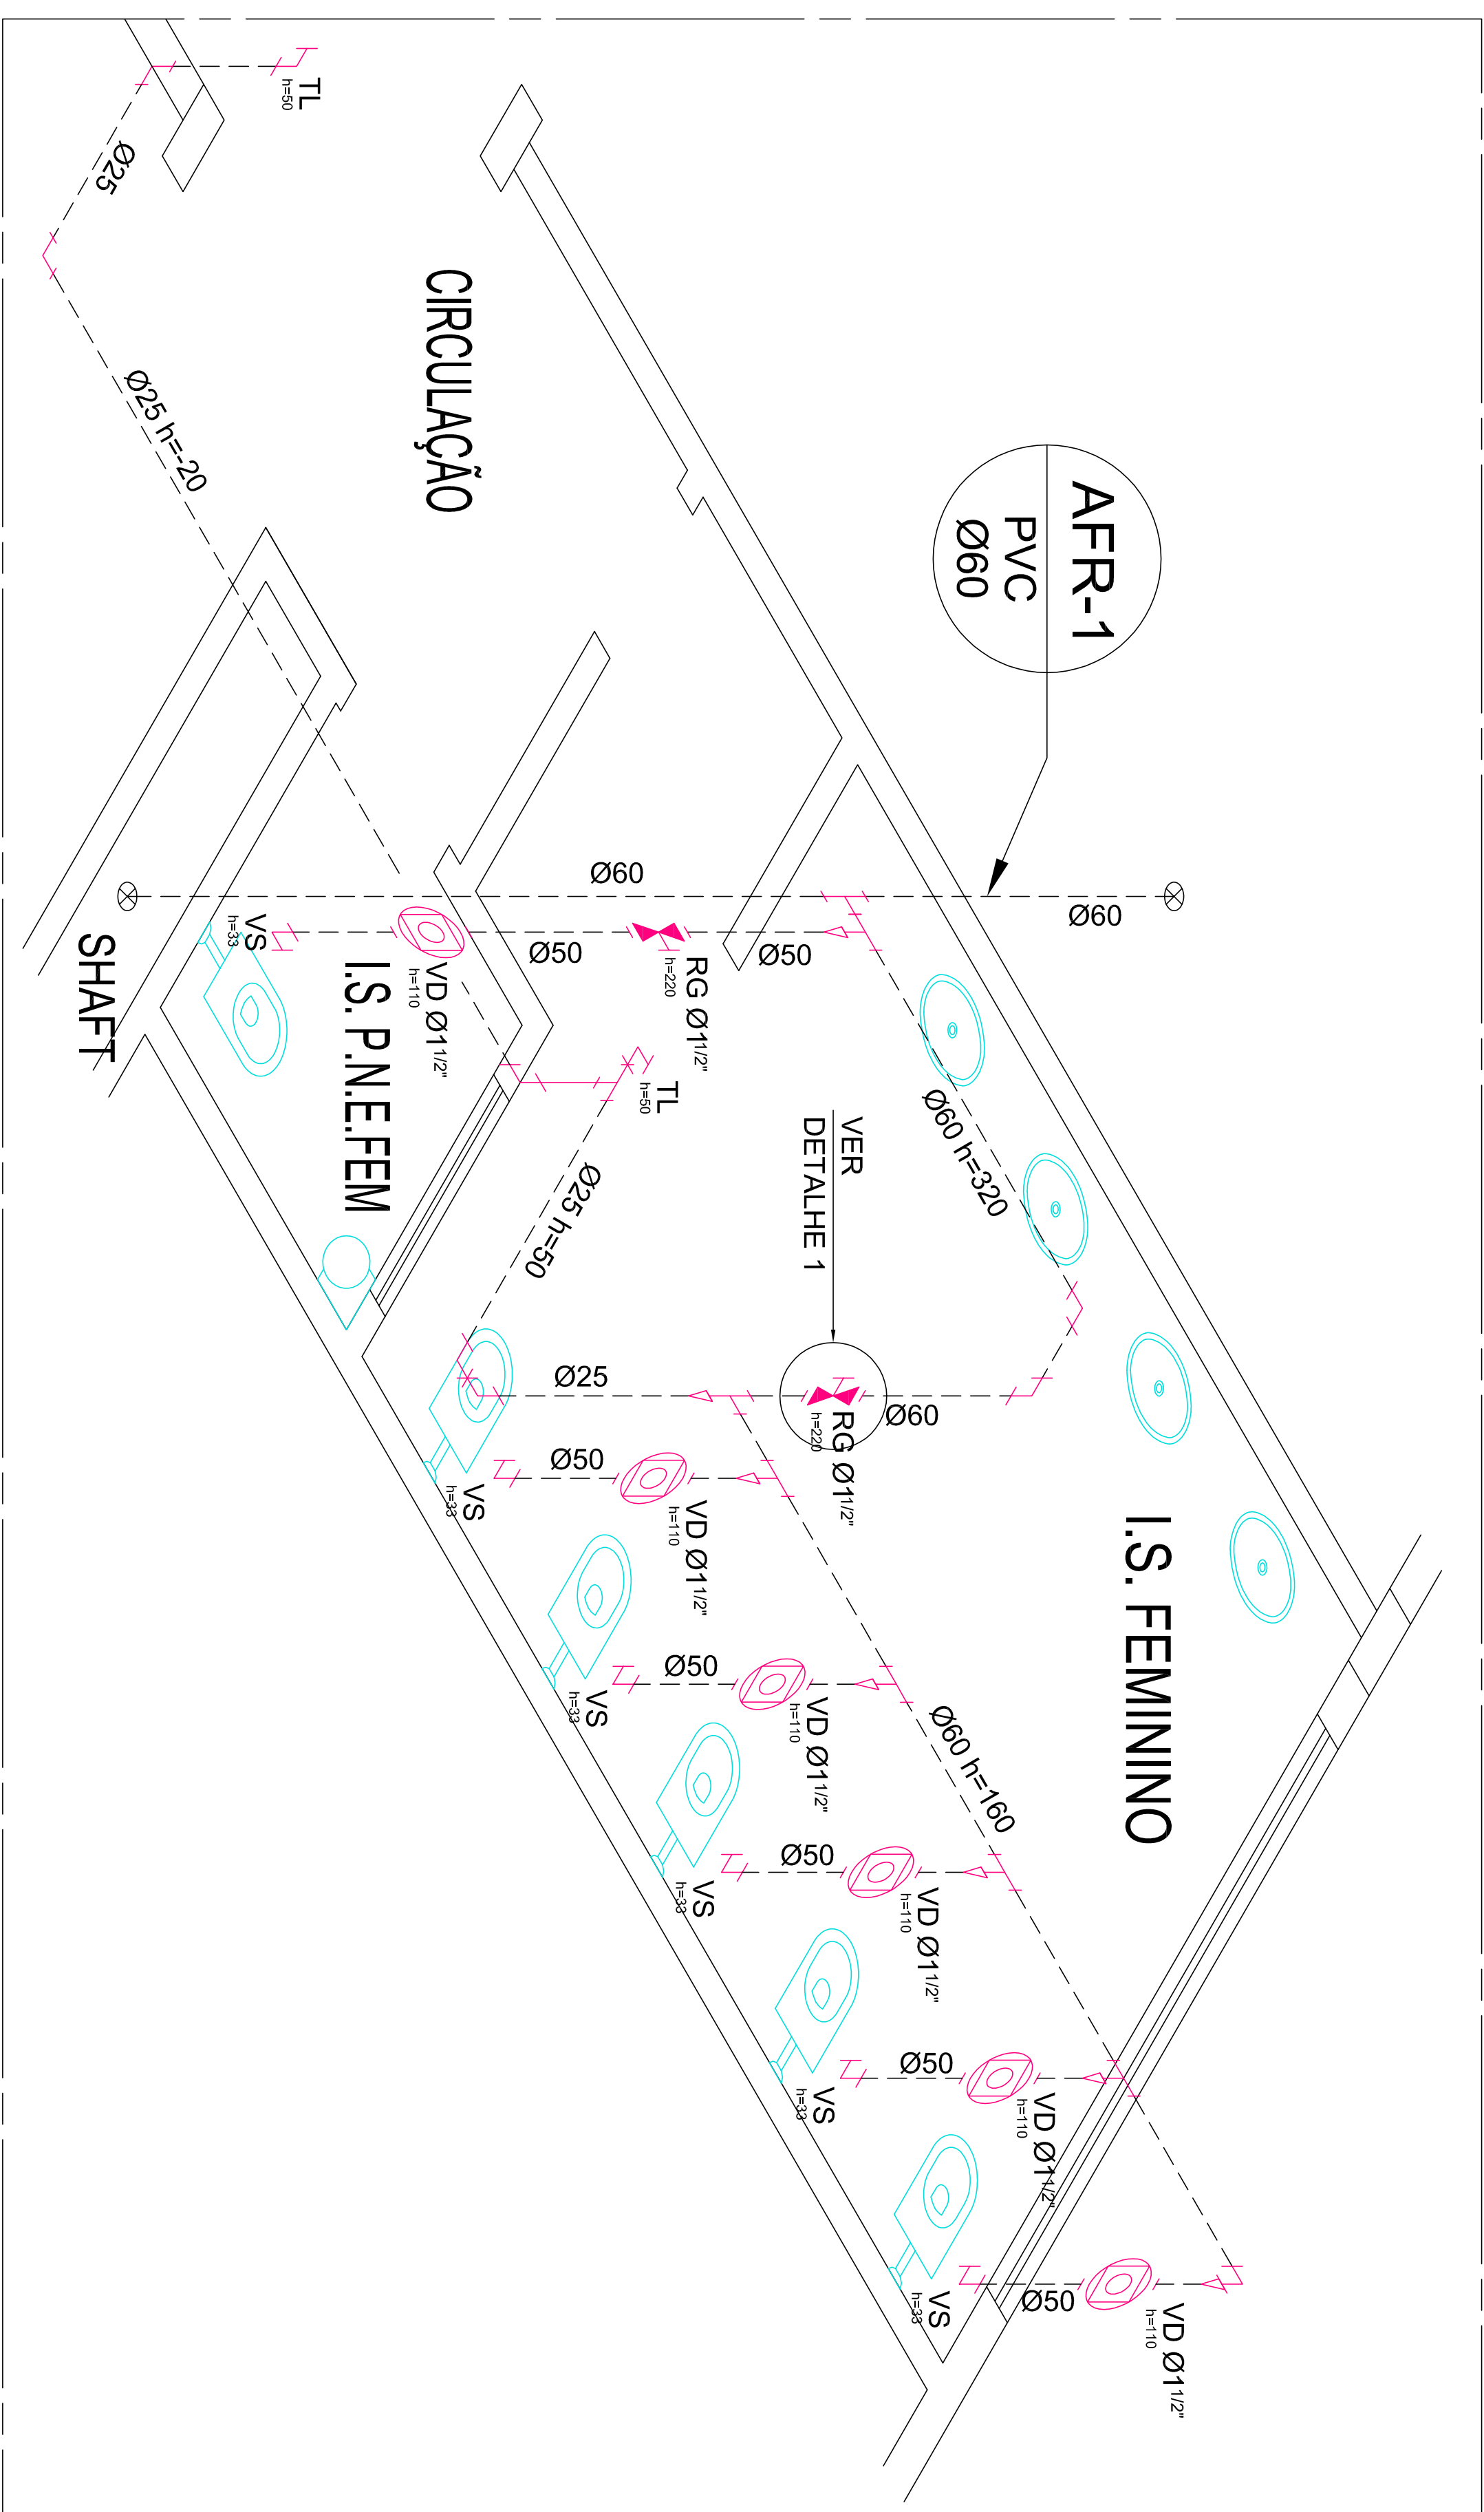 AFR-1
PVC
Ø60
Ø60
Ø60
TL
h=50
Ø25
Ø25 h=-20
CIRCULAÇÃO
Ø50
RG Ø1 1/2"
h=220
Ø50
VD Ø1 1/2"
h=110
VS
h=33
SHAFT
I.S. P.N.E.FEM
TL
h=50
Ø25 h=50
Ø60 h=320
VER
DETALHE 1
Ø60
RG Ø1 1/2"
h=220
Ø25
I.S. FEMININO
Ø60 h=160
Ø50
VD Ø1 1/2"
h=110
VS
h=33
Ø50
VD Ø1 1/2"
h=110
VS
h=33
Ø50
VD Ø1 1/2"
h=110
VS
h=33
Ø50
VD Ø1 1/2"
h=110
VS
h=33
Ø50
VD Ø1 1/2"
h=110
VS
h=33